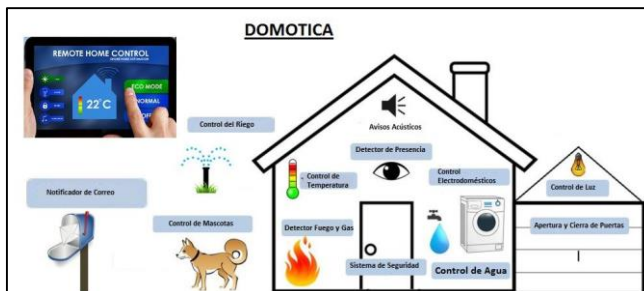 DOMOTICA
REMOTE HOME CONTROL
ECO MODE
22°C
NORMAL
OFF
Control del Riego
Avisos Acústicos
Detector de Presencia
Control de
Temperatura
Control
Electrodomésticos
Control de Luz
Notificador de Correo
Control de Mascotas
Detector Fuego y Gas
Apertura y Cierra de Puertas
Sistema de Seguridad
Control de Agua